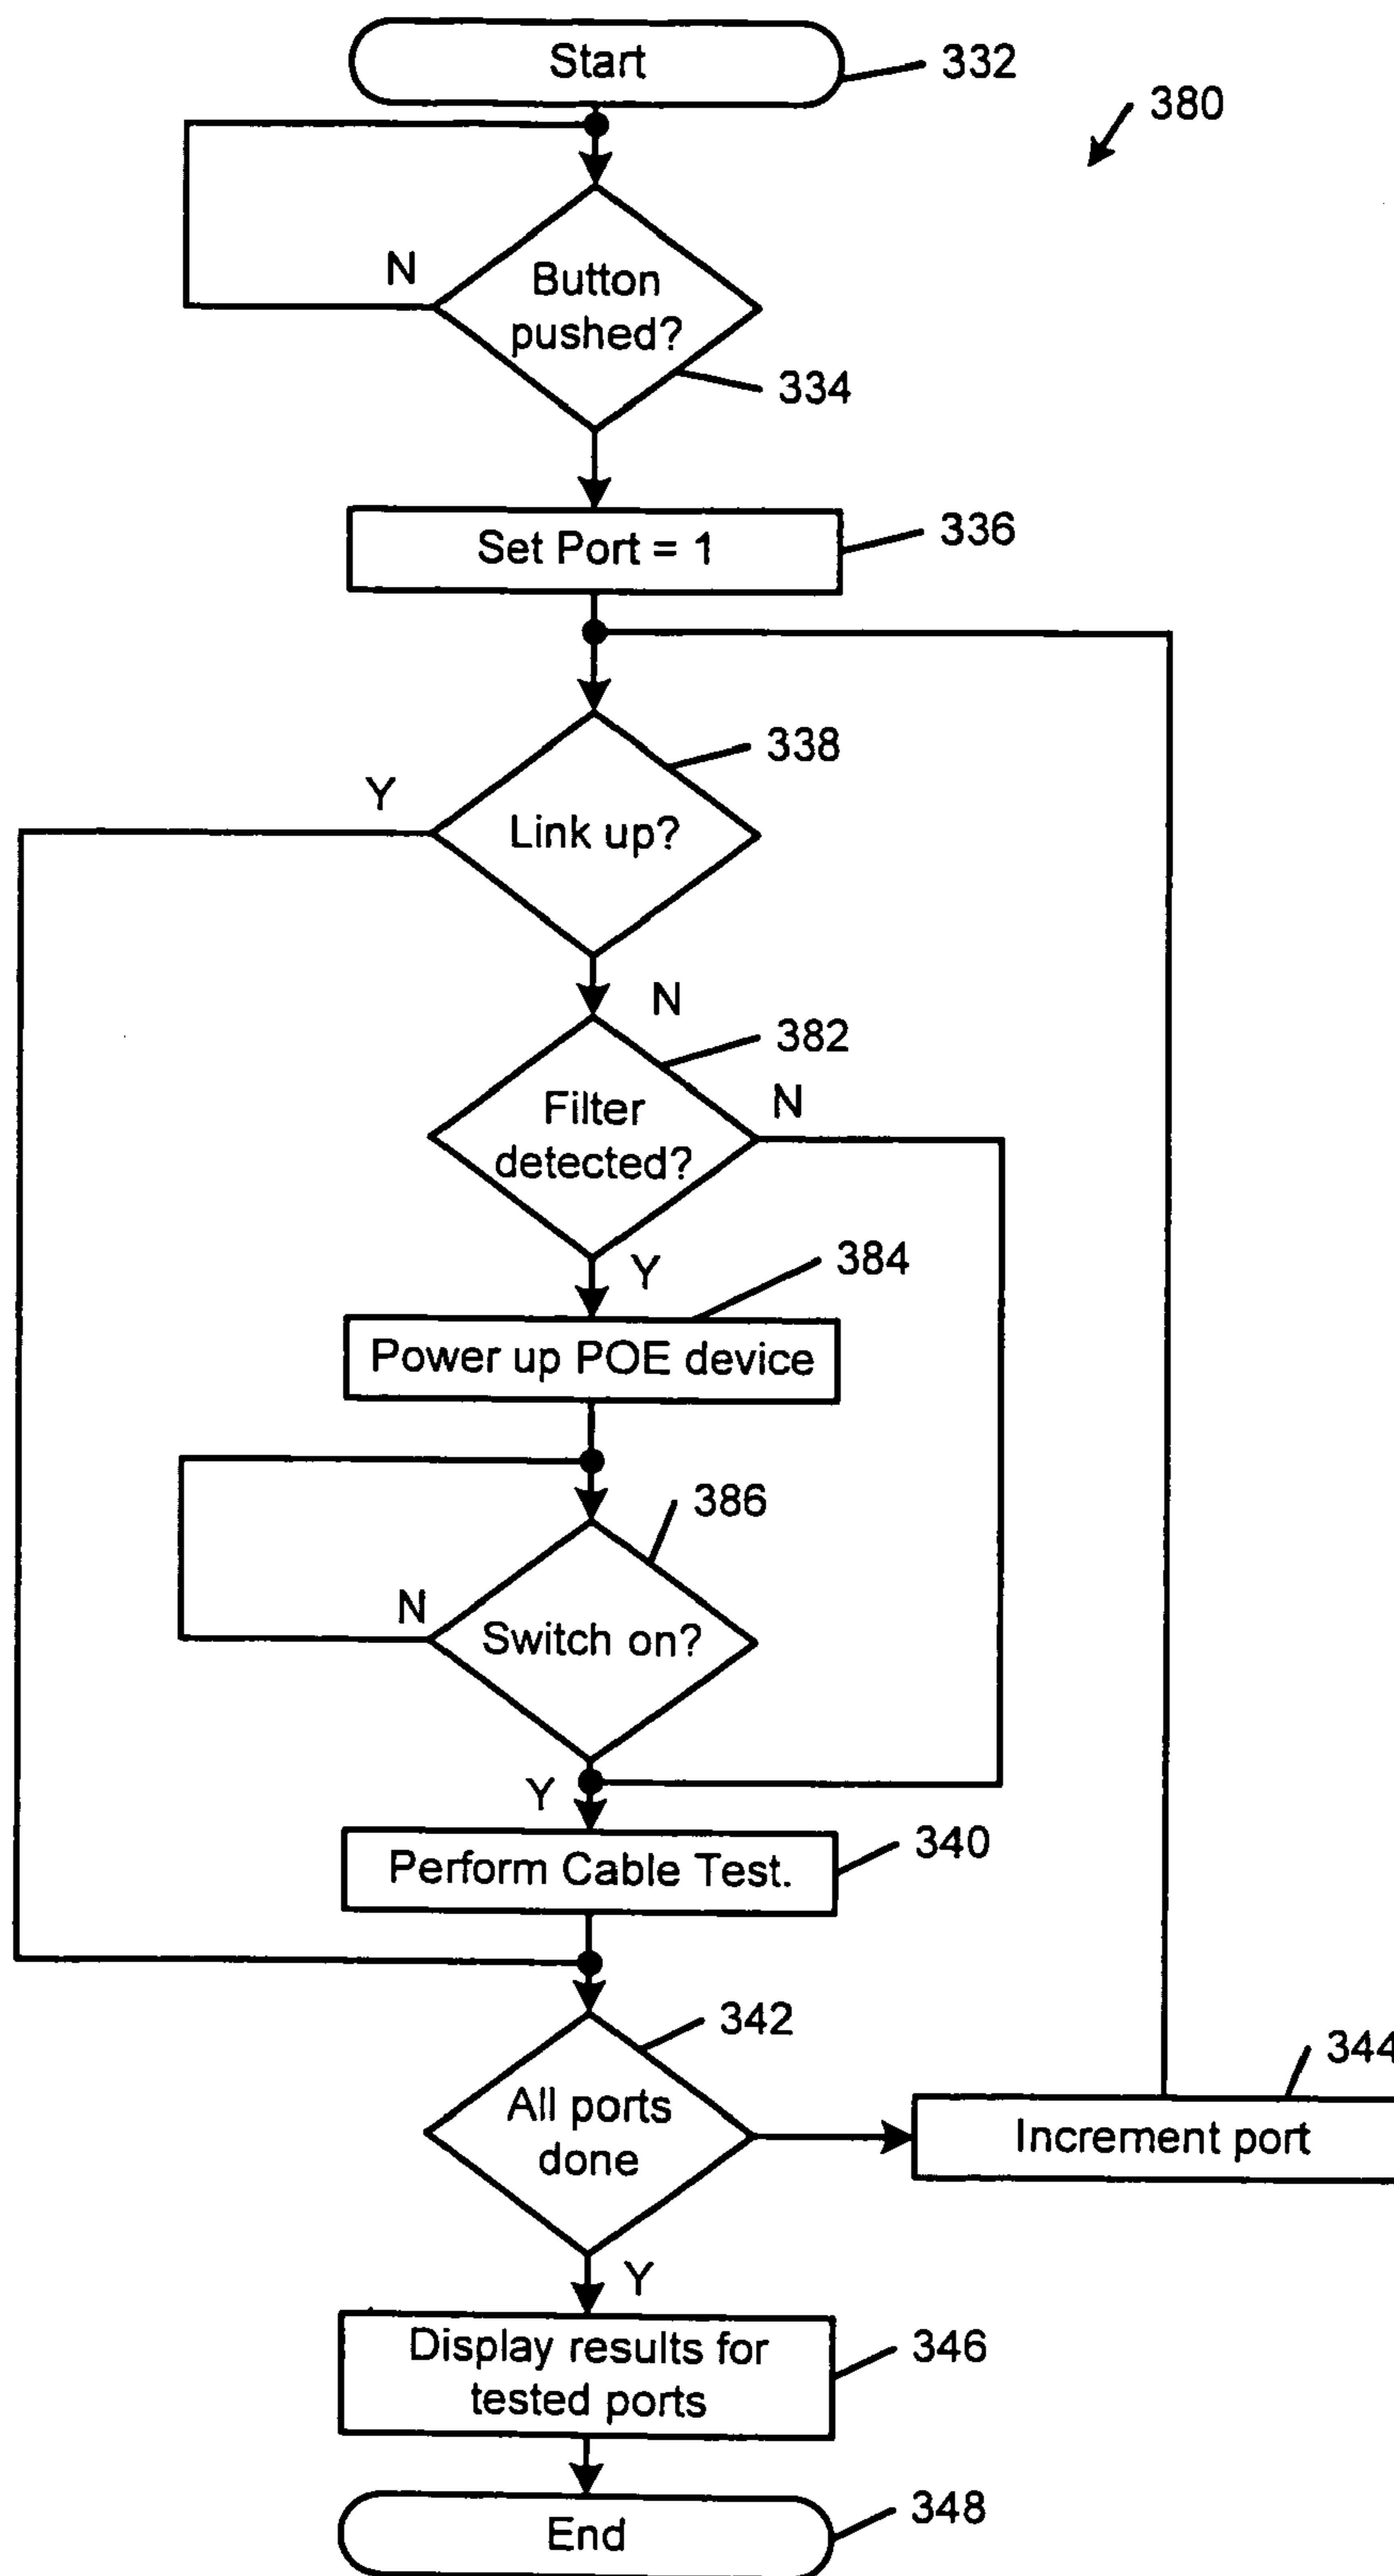 Start
332
380
N
Button
pushed?
334
Set Port = 1
336
338
Y
Link up?
N
382
N
Filter
detected?
Y
384
Power up POE device
386
N
Switch on?
Y
340
Perform Cable Test.
342
344
All ports
done
Increment port
Y
Display results for
tested ports
346
End
348